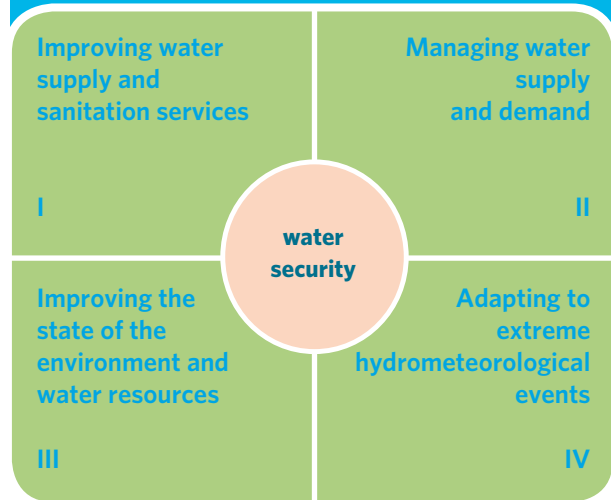 Improving water
supply and
sanitation services
I
Managing water
supply
and demand
II
water
security
Improving the
state of the
environment and
water resources
III
Adapting to
extreme
hydrometeorological
events
IV